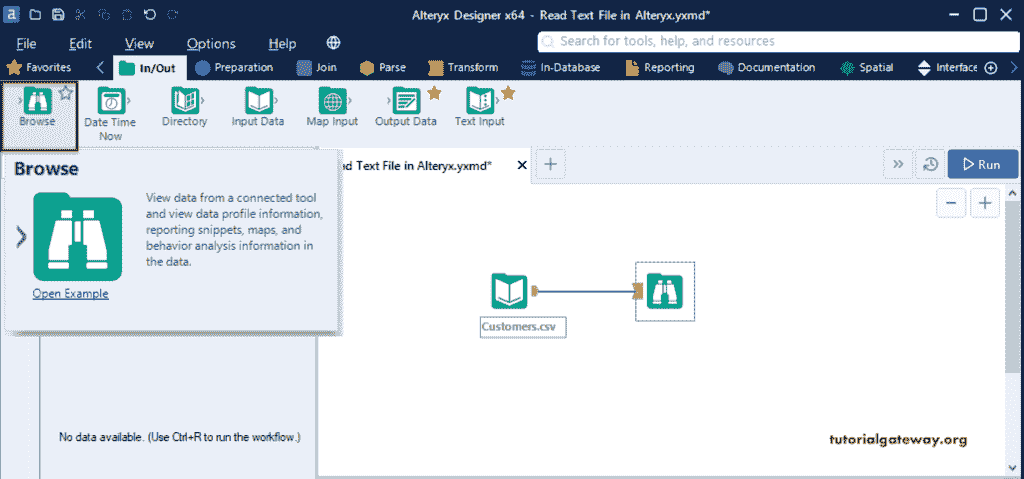 a
Alteryx Designer x64 - Read Text File in Alteryx.yxmd*
File Edit View Options Help
Search for tools, help, and resources
Favorites In/Out Preparation Join Parse Transform In-Database Reporting Documentation Spatial Interface
Browse Date Time Now Directory Input Data Map Input Output Data Text Input
Browse
View data from a connected tool
and view data profile information,
reporting snippets, maps, and
behavior analysis information in
the data.
Open Example
ad Text File in Alteryx.yxmd*
Run
Customers.csv
No data available. (Use Ctrl+R to run the workflow.)
tutorialgateway.org